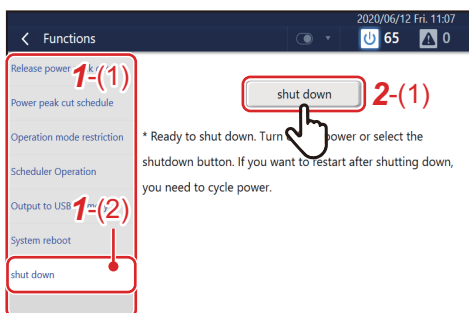 2020/06/12 Fri. 11:07
Functions
65
0
Release power
1-(1)
Power peak cut schedule
Operation mode restriction
Scheduler Operation
Output to USB
1-(2)
System reboot
shut down
shut down
2-(1)
* Ready to shut down. Turn power or select the
shutdown button. If you want to restart after shutting down,
you need to cycle power.